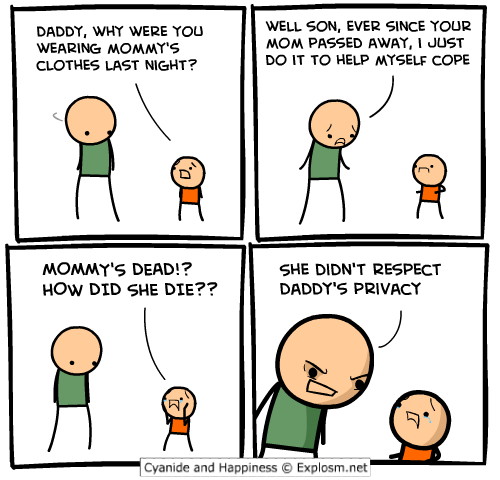 DADDY, WHY WERE YOU
WEARING MOMMY'S
CLOTHES LAST NIGHT?
WELL SON, EVER SINCE YOUR
MOM PASSED AWAY, I JUST
DO IT TO HELP MYSELF COPE
MOMMY'S DEAD!?
HOW DID SHE DIE??
SHE DIDN'T RESPECT
DADDY'S PRIVACY
Cyanide and Happiness © Explosm.net